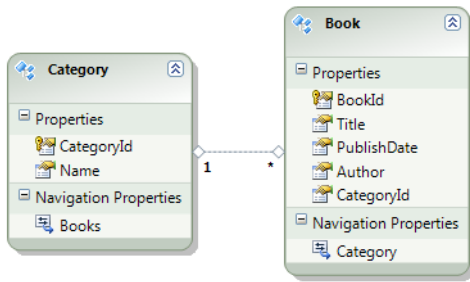 Category
Properties
CategoryId
Name
Navigation Properties
Books
1
*
Book
Properties
BookId
Title
PublishDate
Author
CategoryId
Navigation Properties
Category